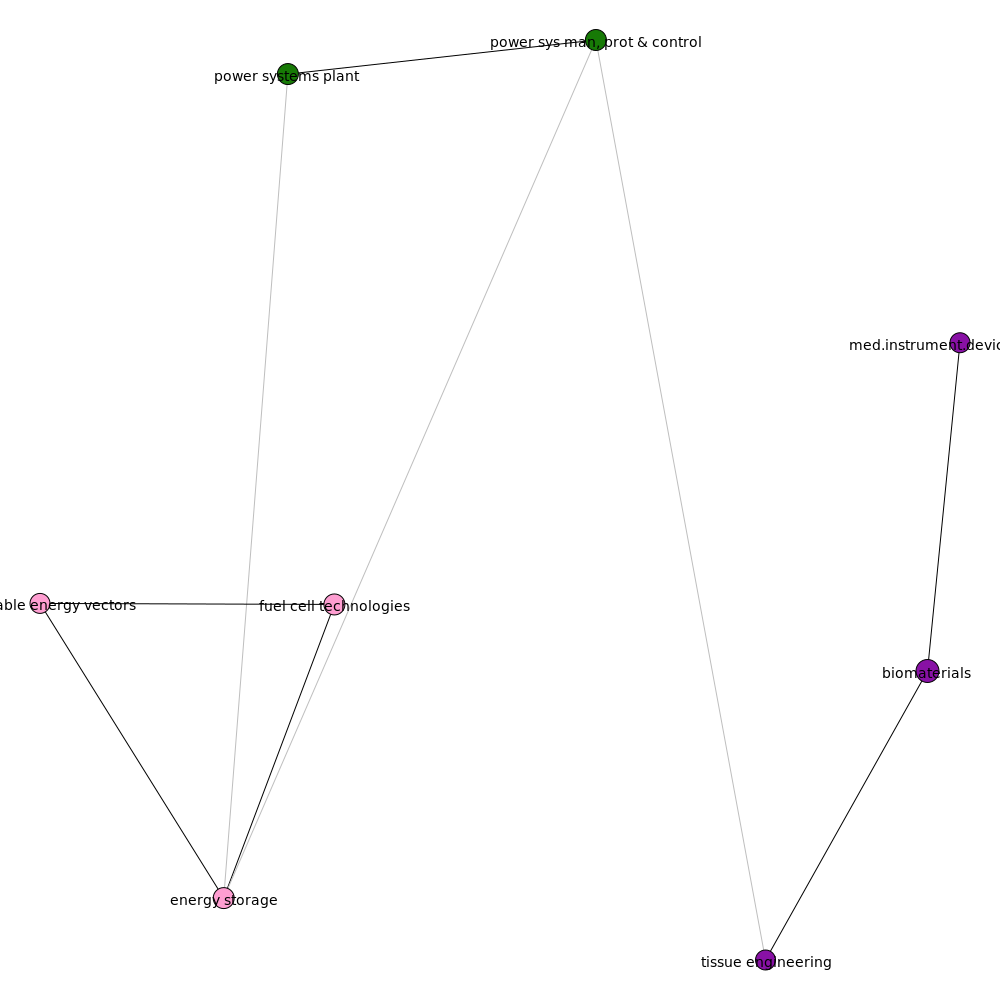 power sys man, prot & control
power systems plant
med.instrument.devic
able energy vectors
fuel cell technologies
biomaterials
energy storage
tissue engineering